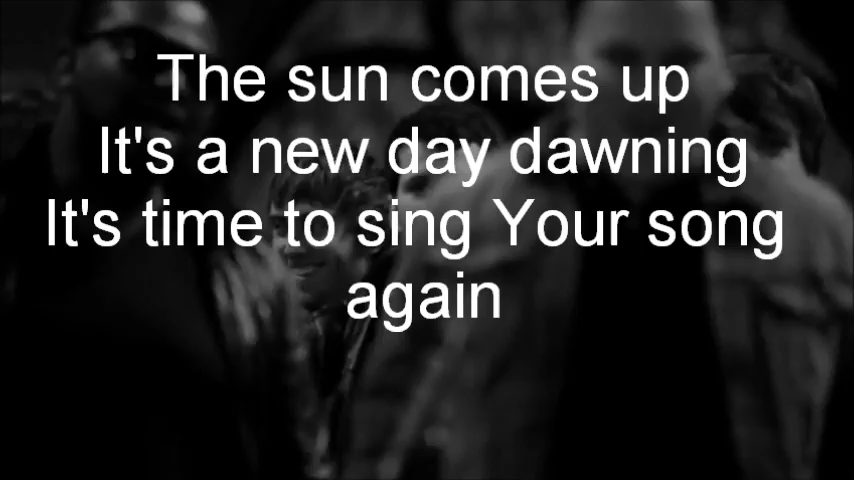 The sun comes up
It's a new day dawning
It's time to sing Your song
again